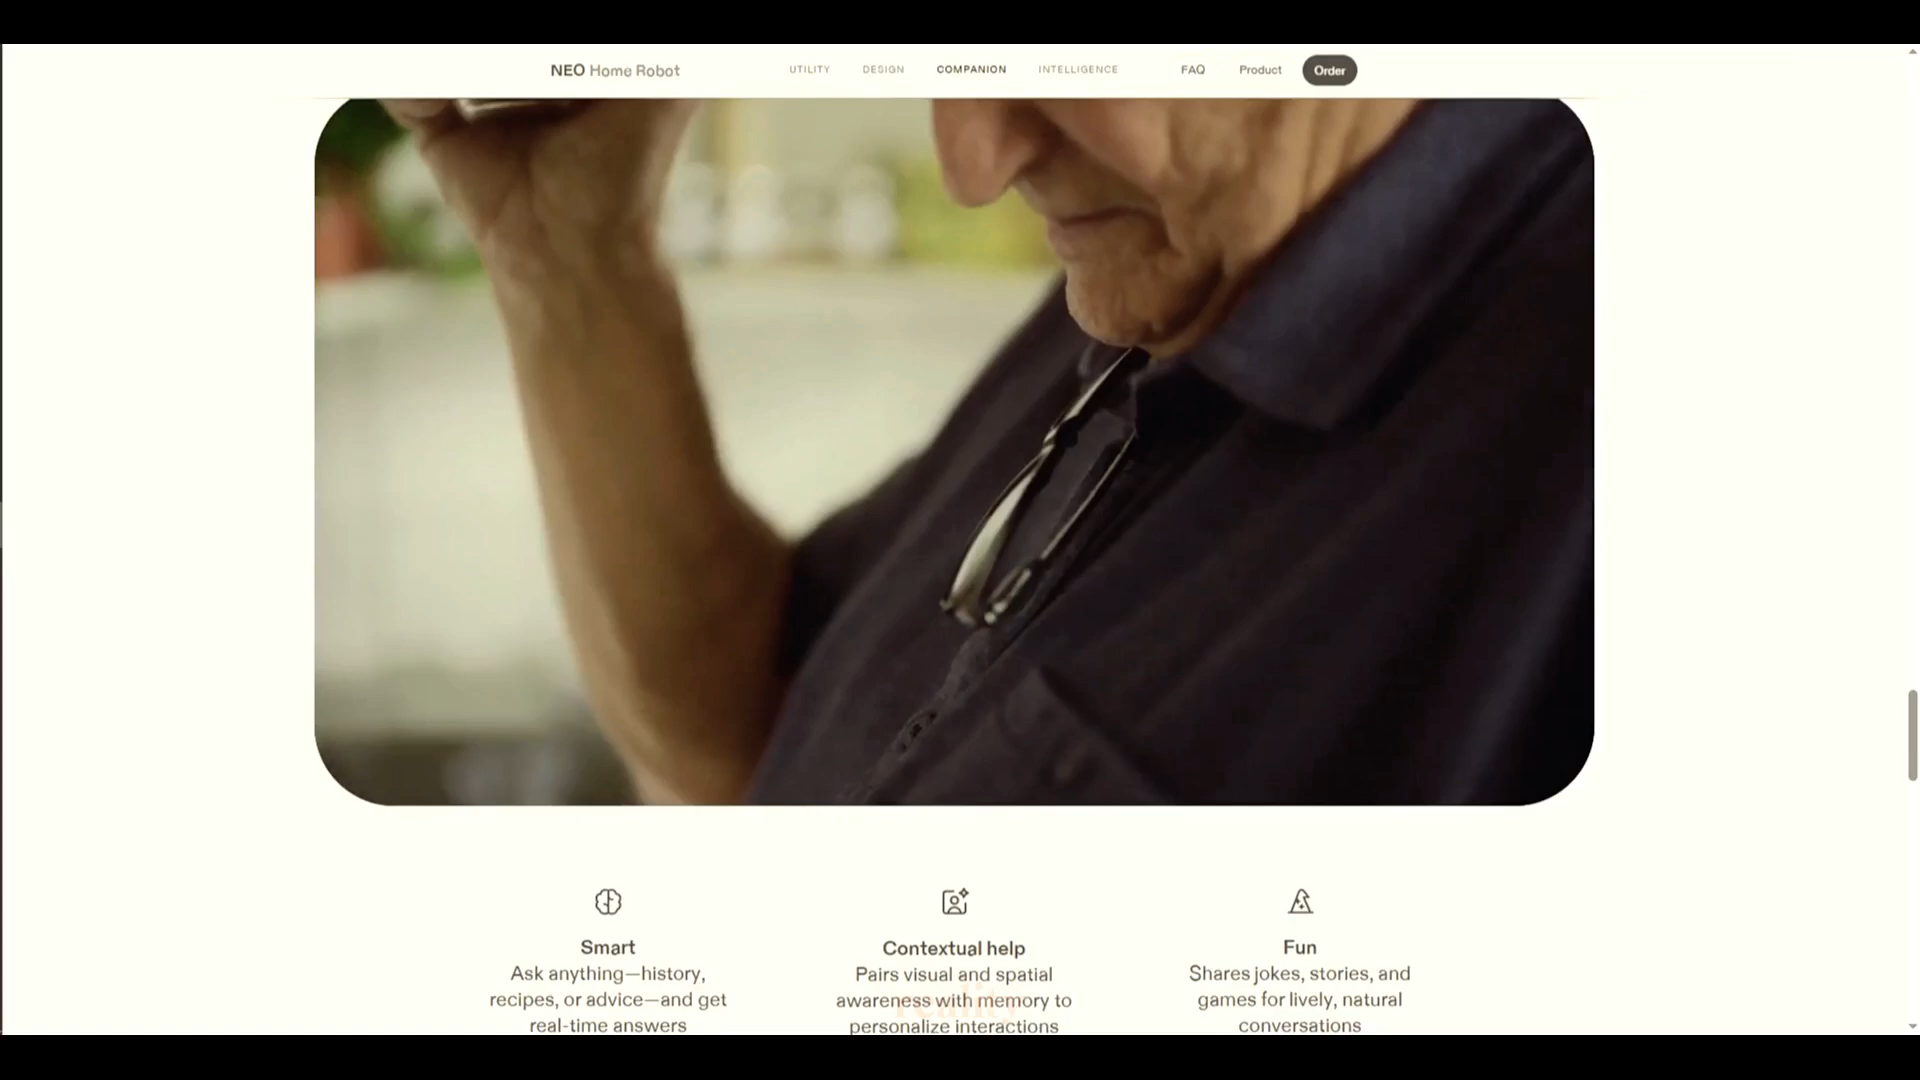 NEO Home Robot UTILITY DESIGN COMPANION INTELLIGENCE FAQ Product Order
Smart
Ask anything—history,
recipes, or advice—and get
real-time answers
Contextual help
Pairs visual and spatial
awareness with memory to
personalize interactions
Fun
Shares jokes, stories, and
games for lively, natural
conversations
reality